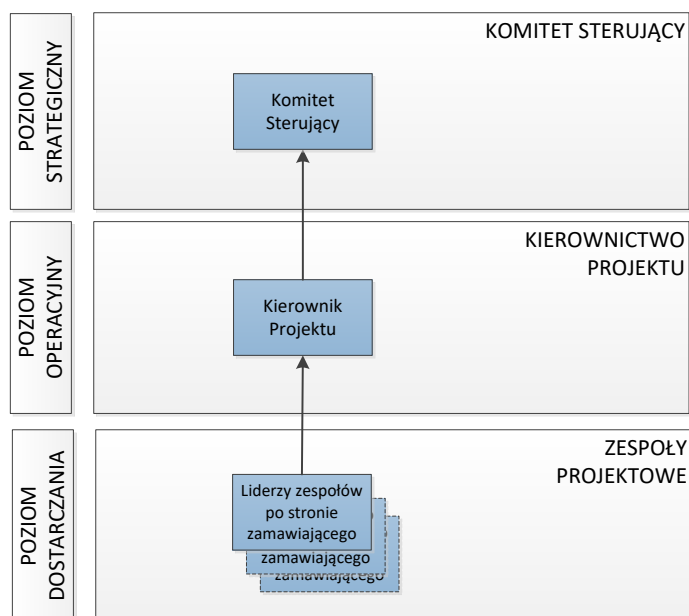 POZIOM
STRATEGICZNY
KOMITET STERUJĄCY
Komitet
Sterujący
POZIOM
OPERACYJNY
KIEROWNICTWO
PROJEKTU
Kierownik
Projektu
POZIOM
DOSTARCZANIA
ZESPOŁY
PROJEKTOWE
Liderzy zespołów
po stronie
zamawiającego
zamawiającego
zamawiającego